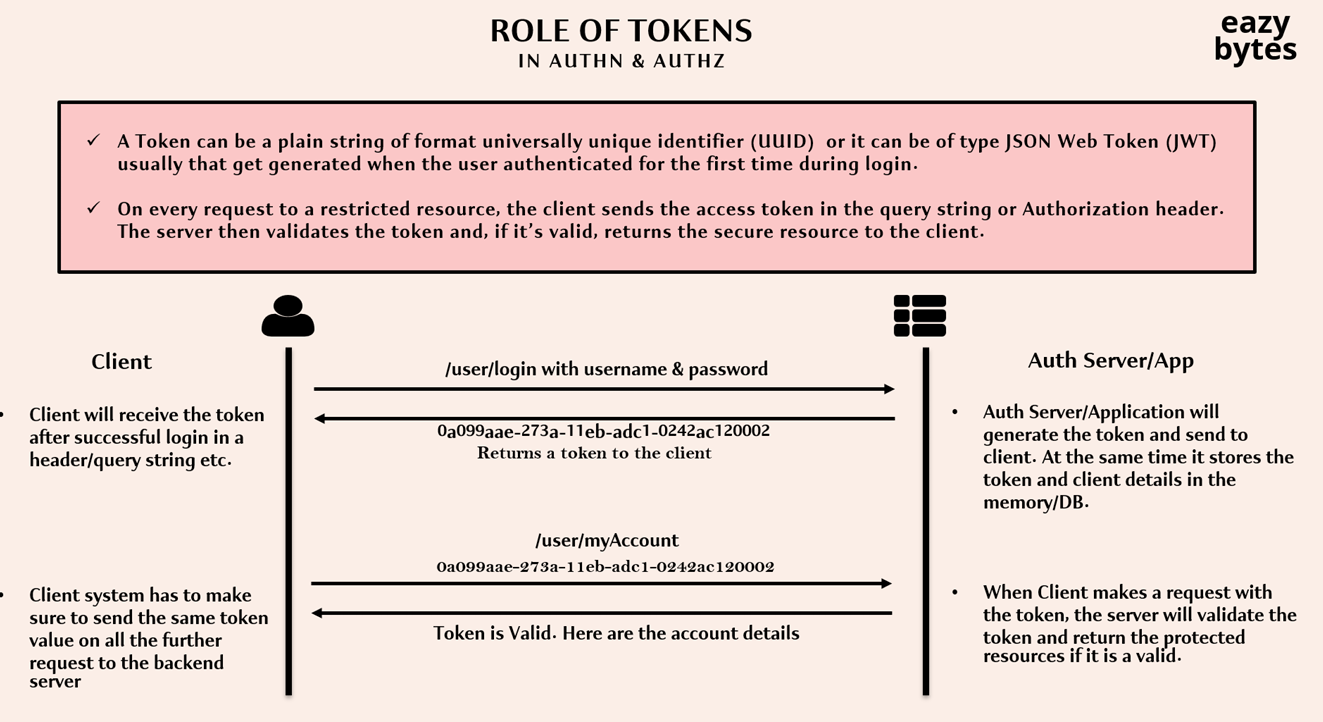 ROLE OF TOKENS
IN AUTHN & AUTHZ
eazy
bytes
✓ A Token can be a plain string of format universally unique identifier (UUID) or it can be of type JSON Web Token (JWT)
usually that get generated when the user authenticated for the first time during login.
✓ On every request to a restricted resource, the client sends the access token in the query string or Authorization header.
The server then validates the token and, if it's valid, returns the secure resource to the client.
Client
• Client will receive the token
after successful login in a
header/query string etc.
• Client system has to make
sure to send the same token
value on all the further
request to the backend
server
/user/login with username & password
0a099aae-273a-11eb-adc1-0242ac120002
Returns a token to the client
/user/myAccount
0a099aae-273a-11eb-adc1-0242ac120002
Token is Valid. Here are the account details
Auth Server/App
• Auth Server/Application will
generate the token and send to
client. At the same time it stores the
token and client details in the
memory/DB.
• When Client makes a request with
the token, the server will validate the
token and return the protected
resources if it is a valid.